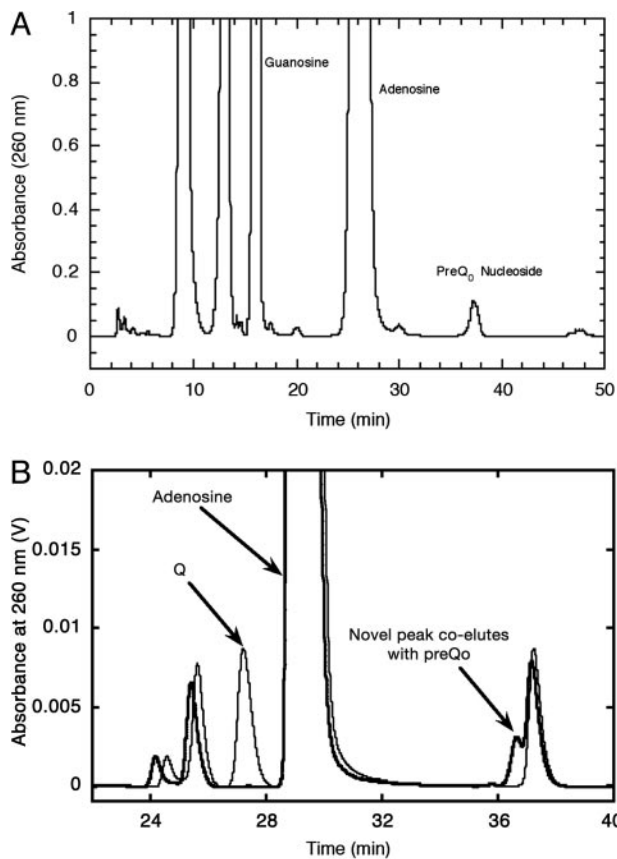 A
Absorbance (260 nm)
1
0.8
0.6
0.4
0.2
0
Guanosine
Adenosine
PreQ₀ Nucleoside
0 10 20 30 40 50
Time (min)
B
Absorbance at 260 nm (V)
0.02
0.015
0.01
0.005
0
Adenosine
Q
Novel peak co-elutes
with preQo
24 28 32 36 40
Time (min)